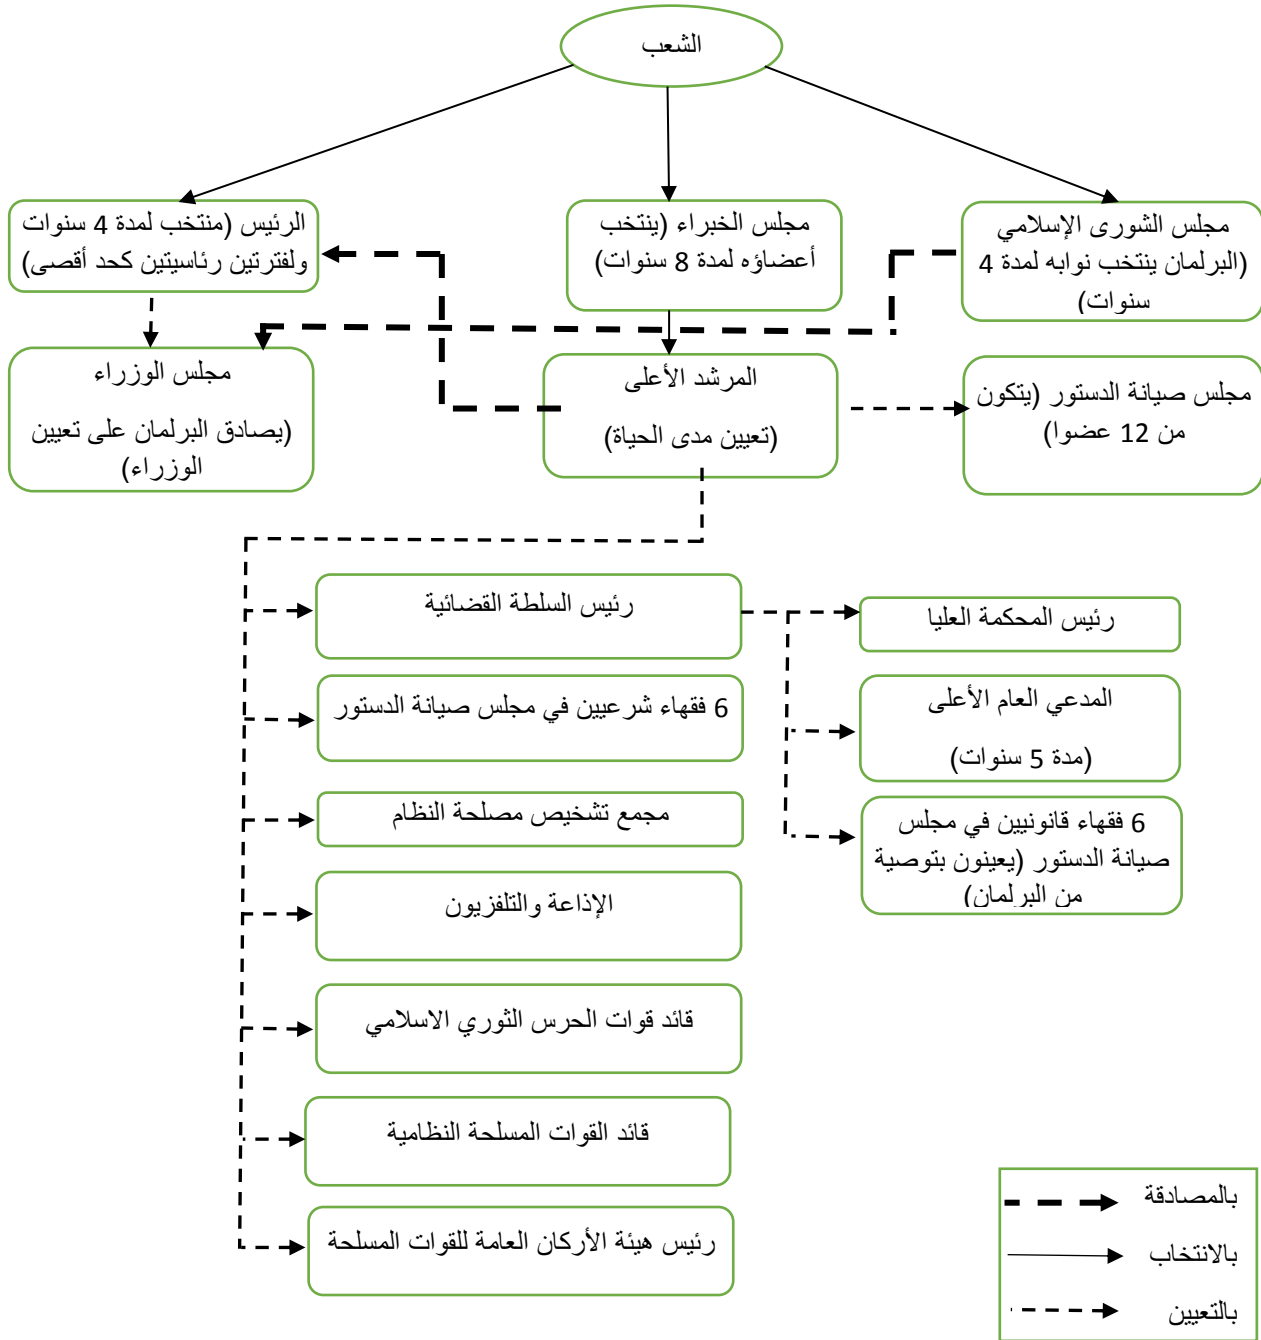 الشعب
مجلس الشورى الإسلامي
(البرلمان ينتخب نوابه لمدة 4
سنوات)
مجلس الخبراء (ينتخب
أعضاؤه لمدة 8 سنوات)
الرئيس (منتخب لمدة 4 سنوات
ولفترتين رئاسيتين كحد أقصى)
مجلس صيانة الدستور (يتكون
من 12 عضوا)
المرشد الأعلى
(تعيين مدى الحياة)
مجلس الوزراء
(يصادق البرلمان على تعيين
الوزراء)
رئيس السلطة القضائية
6 فقهاء شرعيين في مجلس صيانة الدستور
مجمع تشخيص مصلحة النظام
الإذاعة والتلفزيون
قائد قوات الحرس الثوري الاسلامي
قائد القوات المسلحة النظامية
رئيس هيئة الأركان العامة للقوات المسلحة
رئيس المحكمة العليا
المدعي العام الأعلى
(مدة 5 سنوات)
6 فقهاء قانونيين في مجلس
صيانة الدستور (يعينون بتوصية
من البرلمان)
بالمصادقة
بالانتخاب
بالتعيين